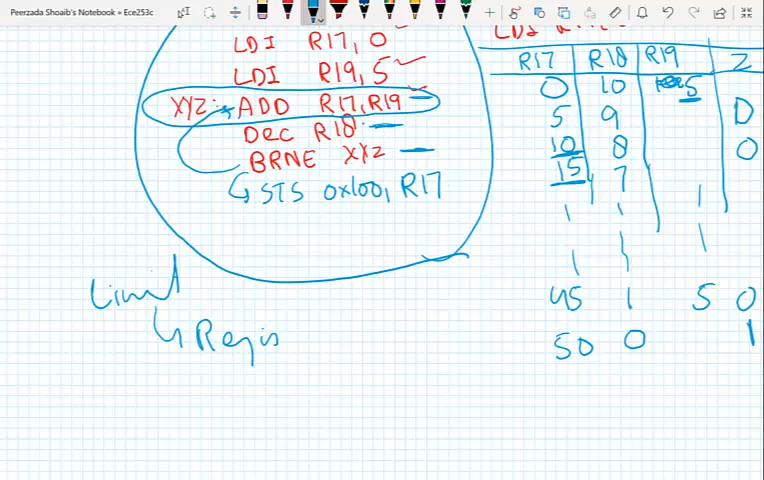 Peerzada Shoaib's Notebook » Ece253c
LDI R17, 0
LDI R19, 5
XYZ: ADD R17, R19
Dec R18
BRNE XYZ
STS 0x100, R17
Limit
Regis
LDI
R17 R18 R19 Z
0 10 5
5 9 0
10 8 0
15 7
45 1 5 0
50 0 1